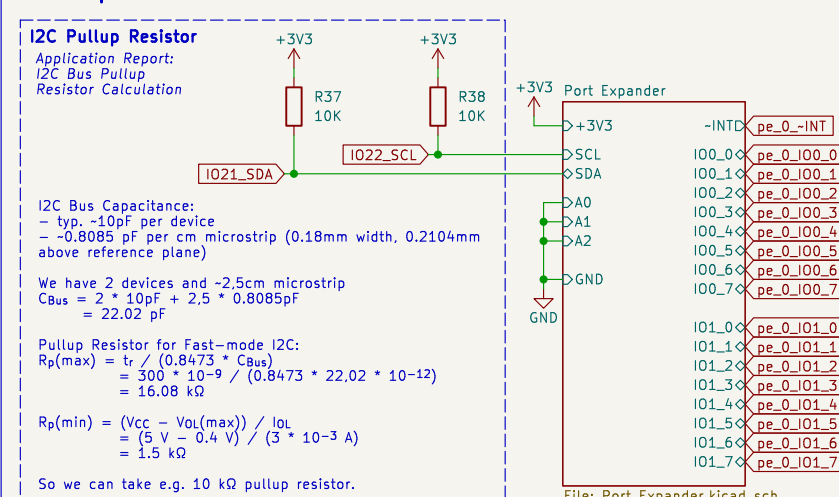 I2C Pullup Resistor
Application Report:
I2C Bus Pullup
Resistor Calculation
+3V3
+3V3
R37
10K
R38
10K
IO21_SDA
IO22_SCL
I2C Bus Capacitance:
– typ. ~10pF per device
– ~0.8085 pF per cm microstrip (0.18mm width, 0.2104mm
above reference plane)
We have 2 devices and ~2,5cm microstrip
CBus = 2 * 10pF + 2,5 * 0.8085pF
= 22.02 pF
Pullup Resistor for Fast-mode I2C:
Rp(max) = tr / (0.8473 * CBus)
= 300 * 10-9 / (0.8473 * 22,02 * 10-12)
= 16.08 kΩ
Rp(min) = (VCC – VOL(max)) / IOL
= (5 V – 0.4 V) / (3 * 10-3 A)
= 1.5 kΩ
So we can take e.g. 10 kΩ pullup resistor.
+3V3
Port Expander
+3V3
SCL
SDA
A0
A1
A2
GND
GND
~INT
IO0_0
IO0_1
IO0_2
IO0_3
IO0_4
IO0_5
IO0_6
IO0_7
IO1_0
IO1_1
IO1_2
IO1_3
IO1_4
IO1_5
IO1_6
IO1_7
pe_0_~INT
pe_0_IO0_0
pe_0_IO0_1
pe_0_IO0_2
pe_0_IO0_3
pe_0_IO0_4
pe_0_IO0_5
pe_0_IO0_6
pe_0_IO0_7
pe_0_IO1_0
pe_0_IO1_1
pe_0_IO1_2
pe_0_IO1_3
pe_0_IO1_4
pe_0_IO1_5
pe_0_IO1_6
pe_0_IO1_7
File: Port Expander.kicad_sch